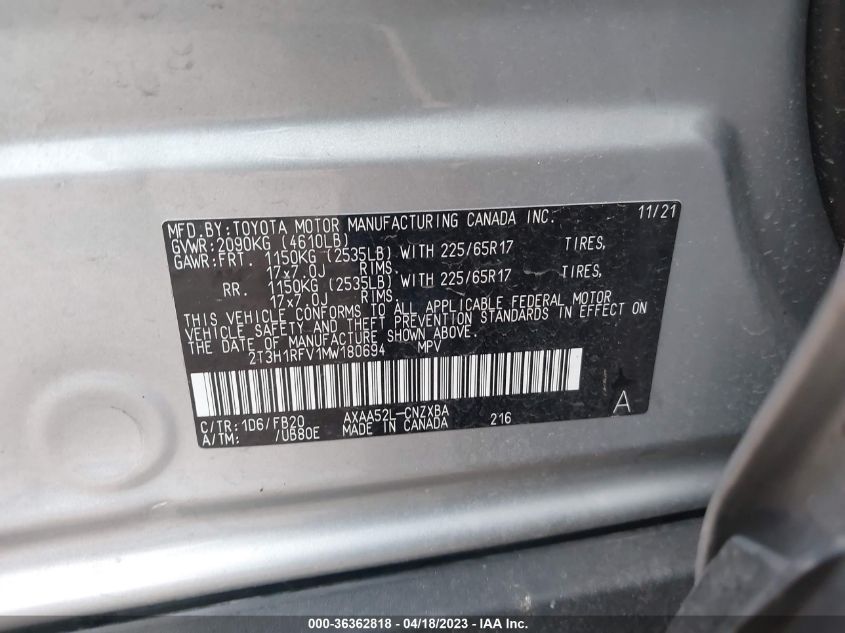 MFD.BY:TOYOTA MOTOR MANUFACTURING CANADA INC. 11/21
GVWR:2090KG (4610LB)
GAWR:FRT. 1150KG (2535LB) WITH 225/65R17 TIRES,
17x7.0J RIMS,
RR. 1150KG (2535LB) WITH 225/65R17 TIRES,
17x7.0J RIMS.
THIS VEHICLE CONFORMS TO ALL APPLICABLE FEDERAL MOTOR
VEHICLE SAFETY AND THEFT PREVENTION STANDARDS IN EFFECT ON
THE DATE OF MANUFACTURE SHOWN ABOVE.
2T3H1RFV1MW180694 MPV
C/TR:1D6/FB20 AXAA52L-CNZXBA 216 A
A/TM: /UB80E MADE IN CANADA
000-36362818 - 04/18/2023 - IAA, Inc.